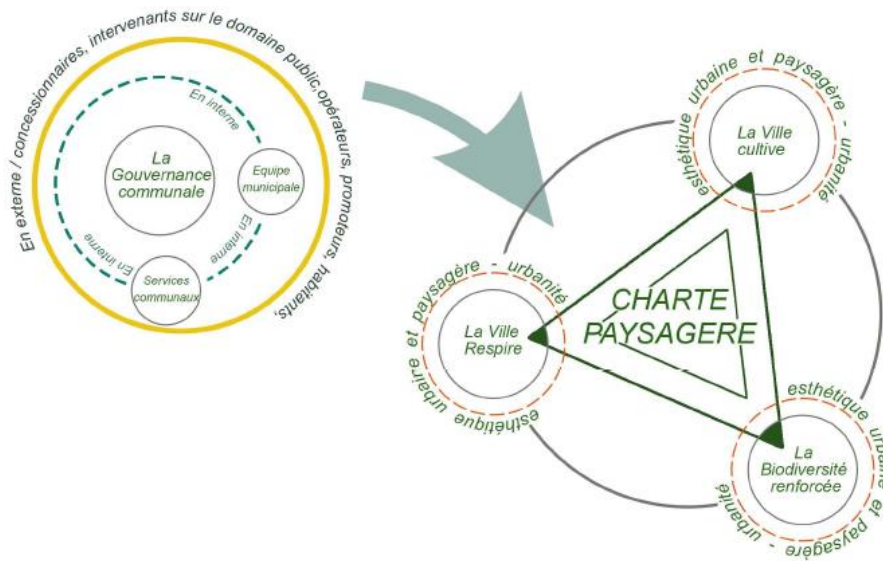 En externe / concessionnaires, intervenants sur le domaine public, opérateurs, promoteurs, habitants,
En interne
La
Gouvernance
communale
Equipe
municipale
En interne
En interne
Services
communaux
esthétique urbaine et paysagère - urbanité
La Ville
cultive
esthétique urbaire et paysagère - urbanité
La Ville
Respire
CHARTE
PAYSAGERE
esthétique urbaine et paysagère - urbanité
La
Biodiversité
renforcée